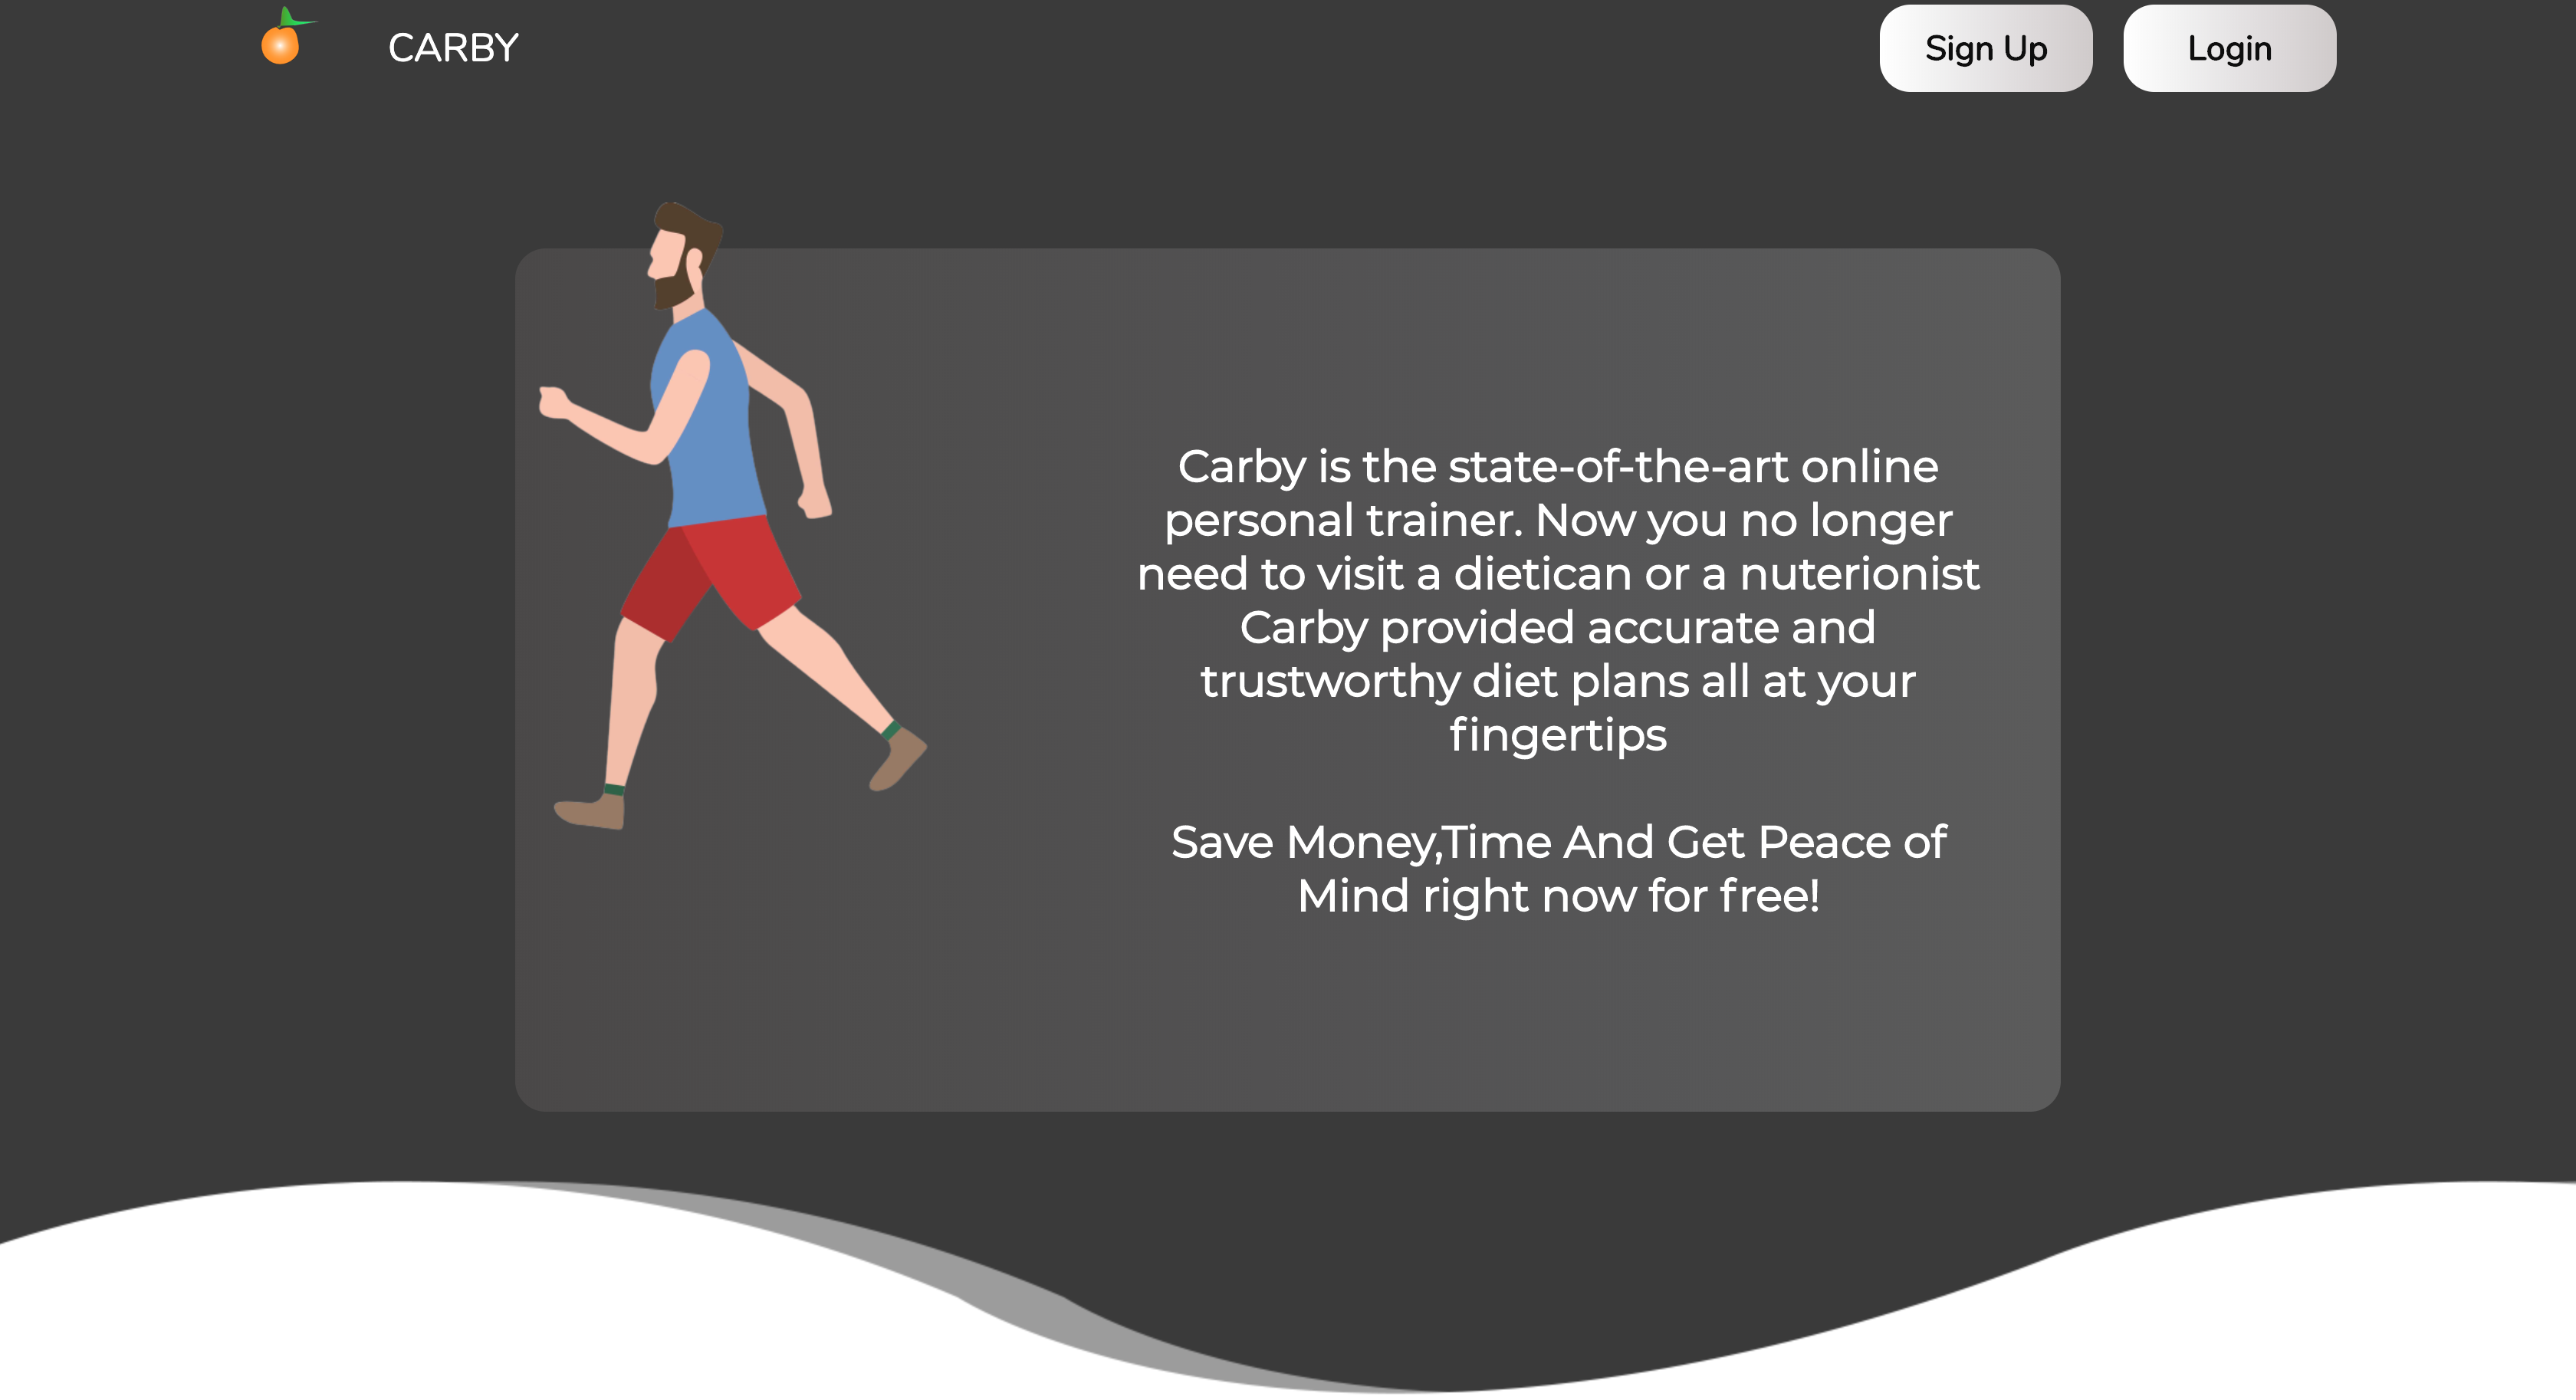 CARBY
Sign Up
Login
Carby is the state-of-the-art online
personal trainer. Now you no longer
need to visit a dietican or a nuterionist
Carby provided accurate and
trustworthy diet plans all at your
fingertips
Save Money,Time And Get Peace of
Mind right now for free!